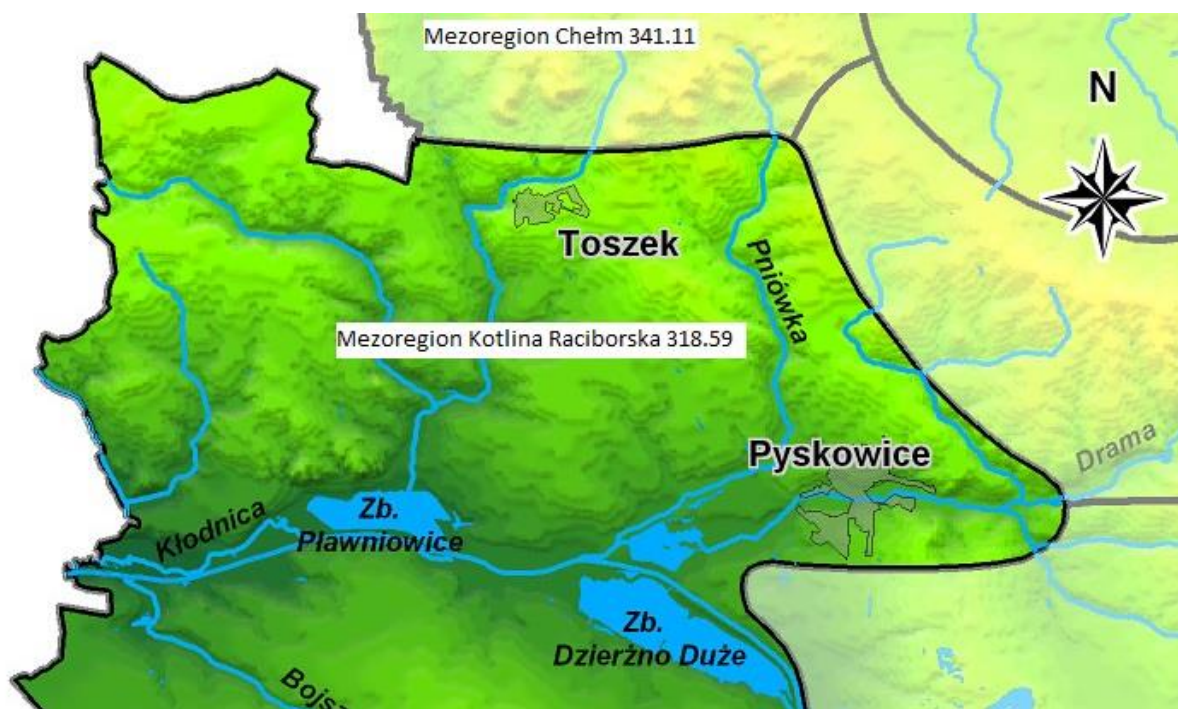 Mezoregion Chełm 341.11
N
Toszek
Pniówka
Mezoregion Kotlina Raciborska 318.59
Pyskowice
Drama
Kłodnica
Zb.
Pławniowice
Zb.
Dzierżno Duże
Bojsz